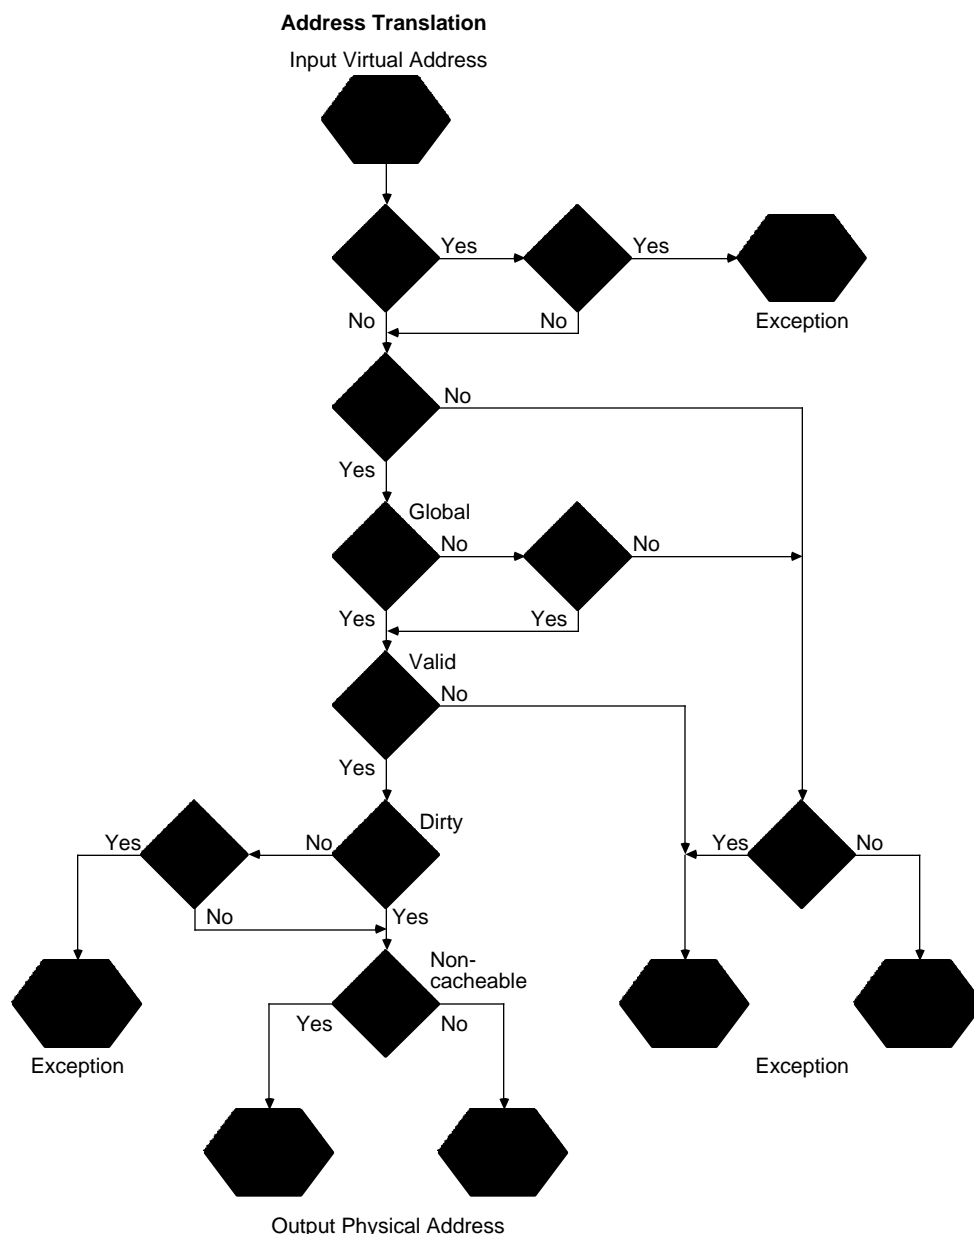 Address Translation
Input Virtual Address
Yes
Yes
No
No
Exception
No
Yes
Global
No
No
Yes
Yes
Valid
No
Yes
Dirty
Yes
No
Yes
No
No
Yes
Non-
cacheable
Yes
No
Exception
Exception
Output Physical Address